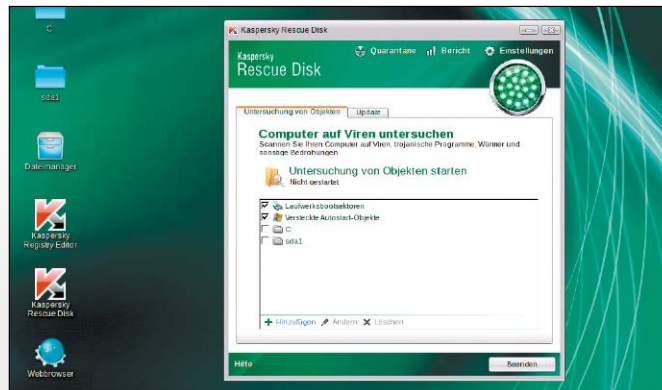 C
sda1
Dateimanager
Kaspersky
Registry Editor
Kaspersky
Rescue Disk
Webbrowser
Kaspersky Rescue Disk
Kaspersky
Rescue Disk
Quarantäne
Bericht
Einstellungen
Untersuchung von Objekten
Update
Computer auf Viren untersuchen
Scannen Sie Ihren Computer auf Viren, trojanische Programme, Würmer und
sonstige Bedrohungen.
Untersuchung von Objekten starten
Nicht gestartet
Laufwerksbootsektoren
Versteckte Autostart-Objekte
C:
sda1
Hinzufügen
Ändern
Löschen
Hilfe
Beenden